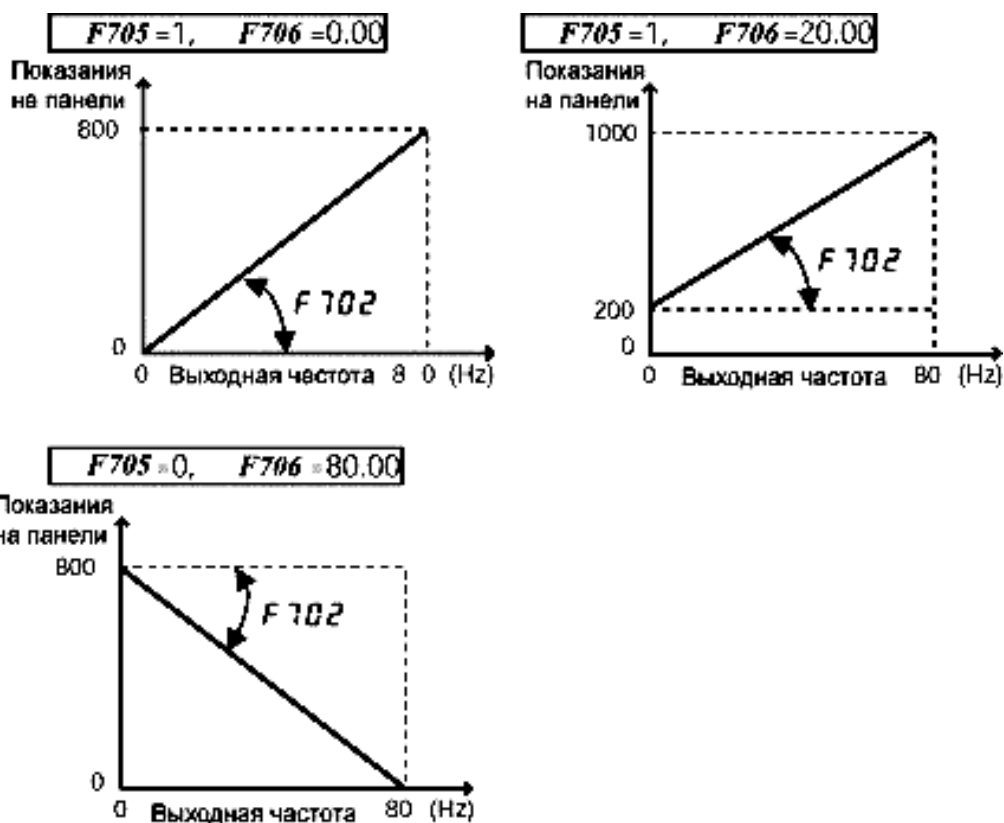 F705 =1, F706 =0.00
Показания
на панели
800
0
F702
0 Выходная частота 8 0 (Hz)
F705 =1, F706 =20.00
Показания
на панели
1000
F702
200
0
0 Выходная частота 80 (Hz)
F705 =0, F706 =80.00
Показания
на панели
800
F702
0
0 Выходная частота 80 (Hz)